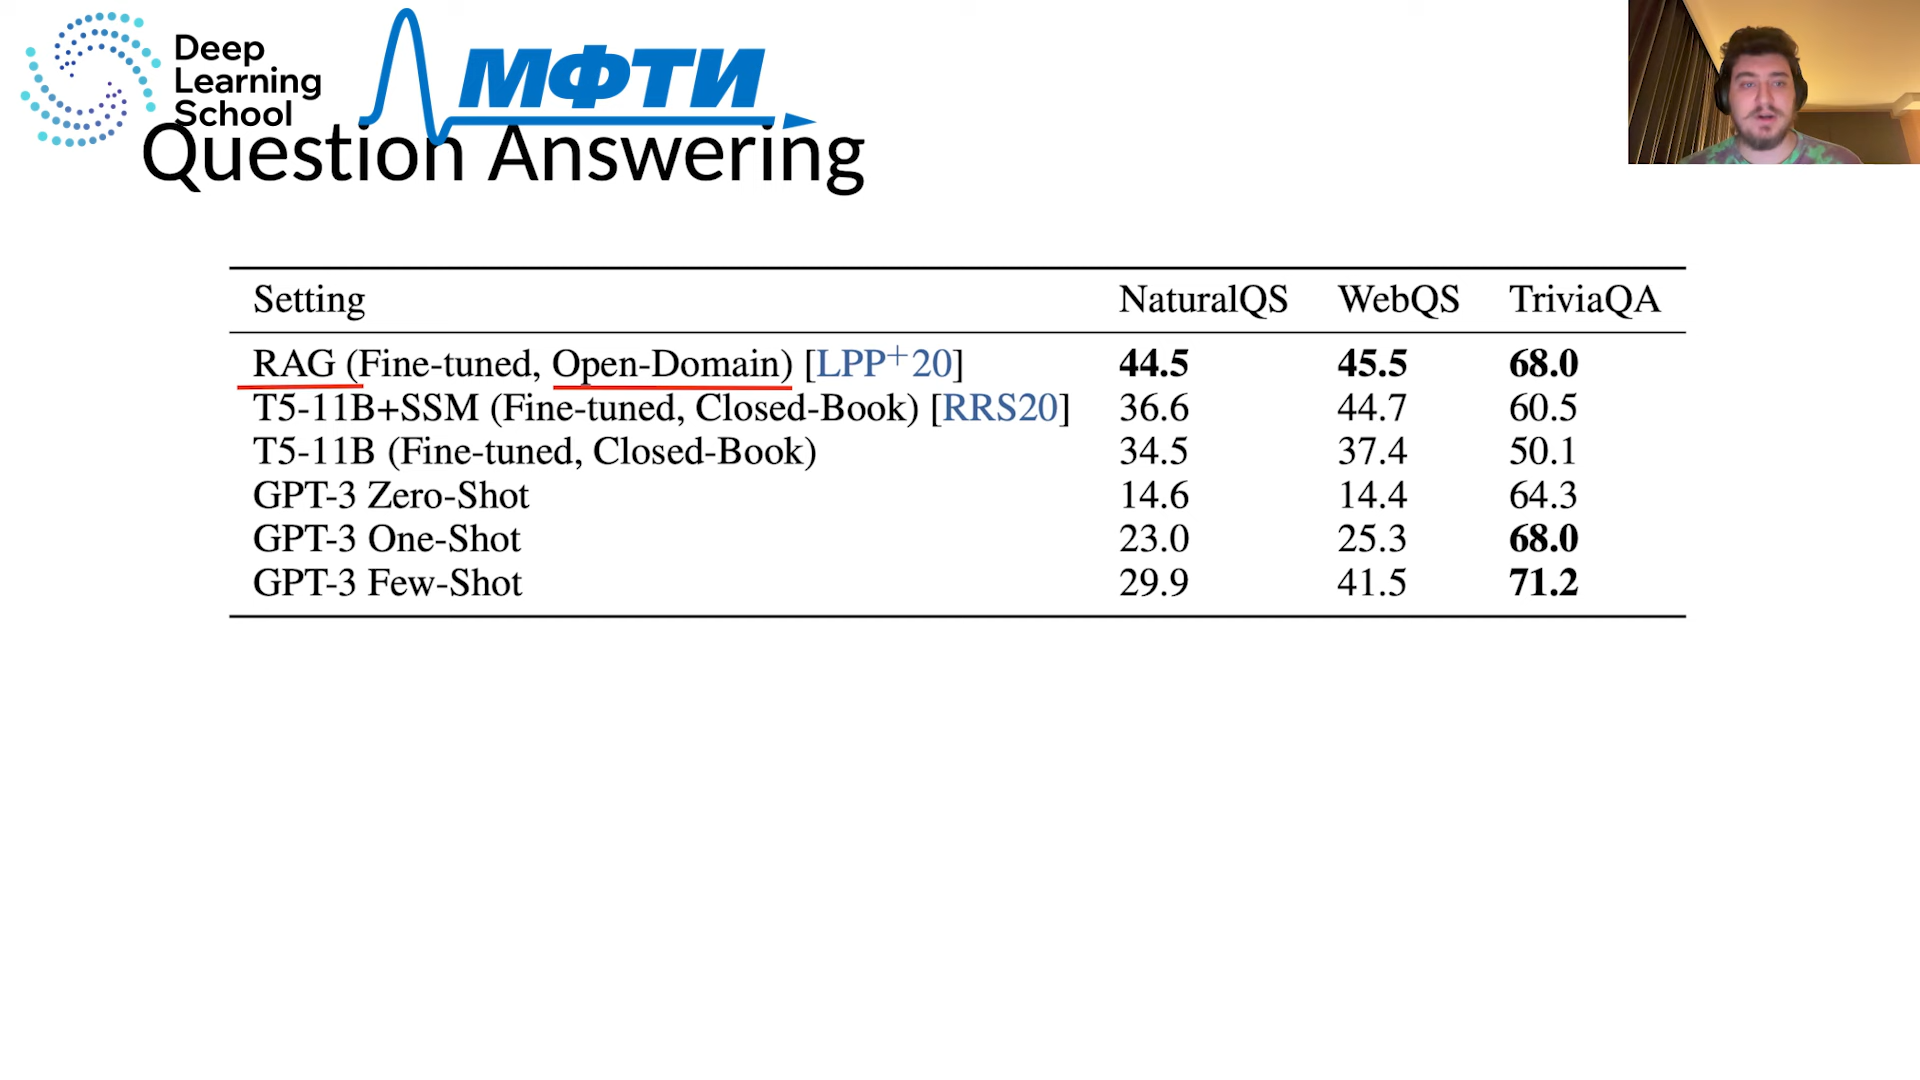 Deep
Learning
School
МФТИ
Question Answering
Setting NaturalQS WebQS TriviaQA
RAG (Fine-tuned, Open-Domain) [LPP+20] 44.5 45.5 68.0
T5-11B+SSM (Fine-tuned, Closed-Book) [RRS20] 36.6 44.7 60.5
T5-11B (Fine-tuned, Closed-Book) 34.5 37.4 50.1
GPT-3 Zero-Shot 14.6 14.4 64.3
GPT-3 One-Shot 23.0 25.3 68.0
GPT-3 Few-Shot 29.9 41.5 71.2